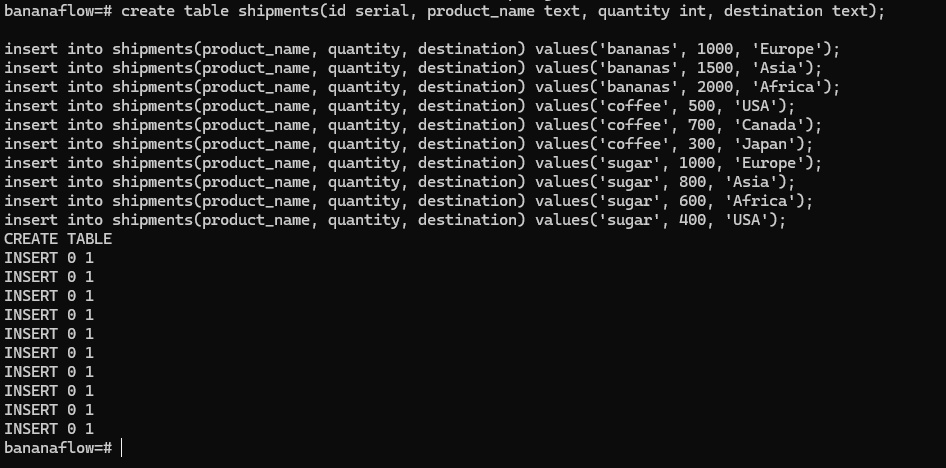 bananaflow=# create table shipments(id serial, product_name text, quantity int, destination text);
insert into shipments(product_name, quantity, destination) values('bananas', 1000, 'Europe');
insert into shipments(product_name, quantity, destination) values('bananas', 1500, 'Asia');
insert into shipments(product_name, quantity, destination) values('bananas', 2000, 'Africa');
insert into shipments(product_name, quantity, destination) values('coffee', 500, 'USA');
insert into shipments(product_name, quantity, destination) values('coffee', 700, 'Canada');
insert into shipments(product_name, quantity, destination) values('coffee', 300, 'Japan');
insert into shipments(product_name, quantity, destination) values('sugar', 1000, 'Europe');
insert into shipments(product_name, quantity, destination) values('sugar', 800, 'Asia');
insert into shipments(product_name, quantity, destination) values('sugar', 600, 'Africa');
insert into shipments(product_name, quantity, destination) values('sugar', 400, 'USA');
CREATE TABLE
INSERT 0 1
INSERT 0 1
INSERT 0 1
INSERT 0 1
INSERT 0 1
INSERT 0 1
INSERT 0 1
INSERT 0 1
INSERT 0 1
INSERT 0 1
bananaflow=#